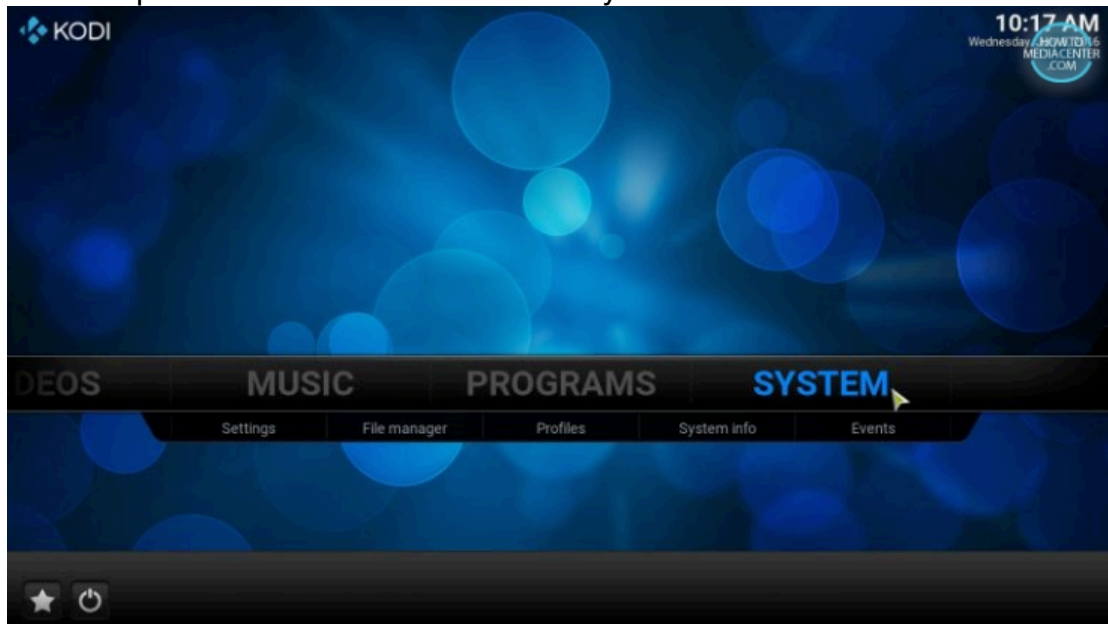 KODI
10:17 AM
Wednesday
HOWTO
MEDIACENTER
.COM
DEOS MUSIC PROGRAMS SYSTEM
Settings File manager Profiles System info Events